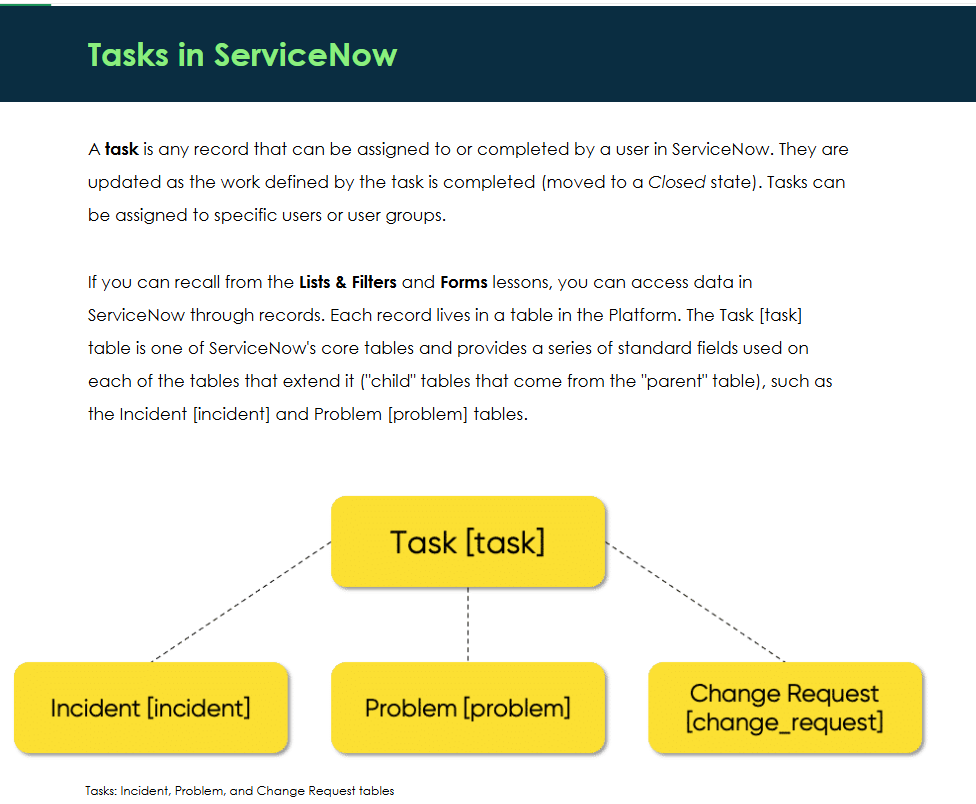 Tasks in ServiceNow
A task is any record that can be assigned to or completed by a user in ServiceNow. They are
updated as the work defined by the task is completed (moved to a Closed state). Tasks can
be assigned to specific users or user groups.
If you can recall from the Lists & Filters and Forms lessons, you can access data in
ServiceNow through records. Each record lives in a table in the Platform. The Task [task]
table is one of ServiceNow's core tables and provides a series of standard fields used on
each of the tables that extend it ("child" tables that come from the "parent" table), such as
the Incident [incident] and Problem [problem] tables.
Task [task]
Incident [incident]
Problem [problem]
Change Request
[change_request]
Tasks: Incident, Problem, and Change Request tables